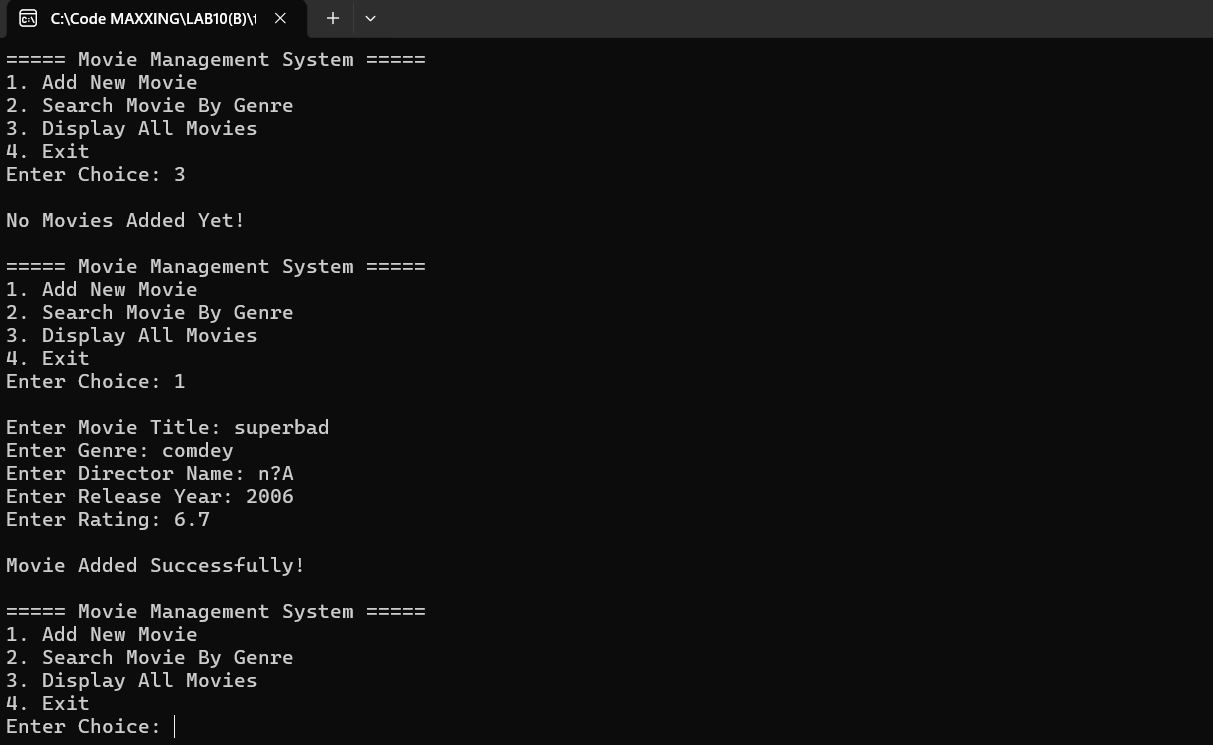 C:\Code MAXXING\LAB10(B)\
===== Movie Management System =====
1. Add New Movie
2. Search Movie By Genre
3. Display All Movies
4. Exit
Enter Choice: 3
No Movies Added Yet!
===== Movie Management System =====
1. Add New Movie
2. Search Movie By Genre
3. Display All Movies
4. Exit
Enter Choice: 1
Enter Movie Title: superbad
Enter Genre: comdey
Enter Director Name: n?A
Enter Release Year: 2006
Enter Rating: 6.7
Movie Added Successfully!
===== Movie Management System =====
1. Add New Movie
2. Search Movie By Genre
3. Display All Movies
4. Exit
Enter Choice: